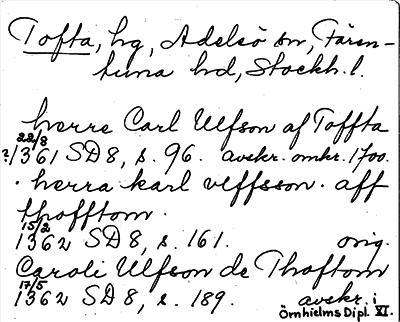 Tofta, hg, Adelsö sn, Fären-
tuna hd, Stockh. l.
herre Carl Ulfson af Toffta
22/8
?1361 SD 8, s. 96. avskr. omkr. 1700.
· herra karl vlffsson · aff
thofftom ·
15/2
1362 SD 8, s. 161. orig.
Caroli Ulfson de Thoftom
17/5
1362 SD 8, s. 189. avskr. i
Örnhielms Dipl. XI.